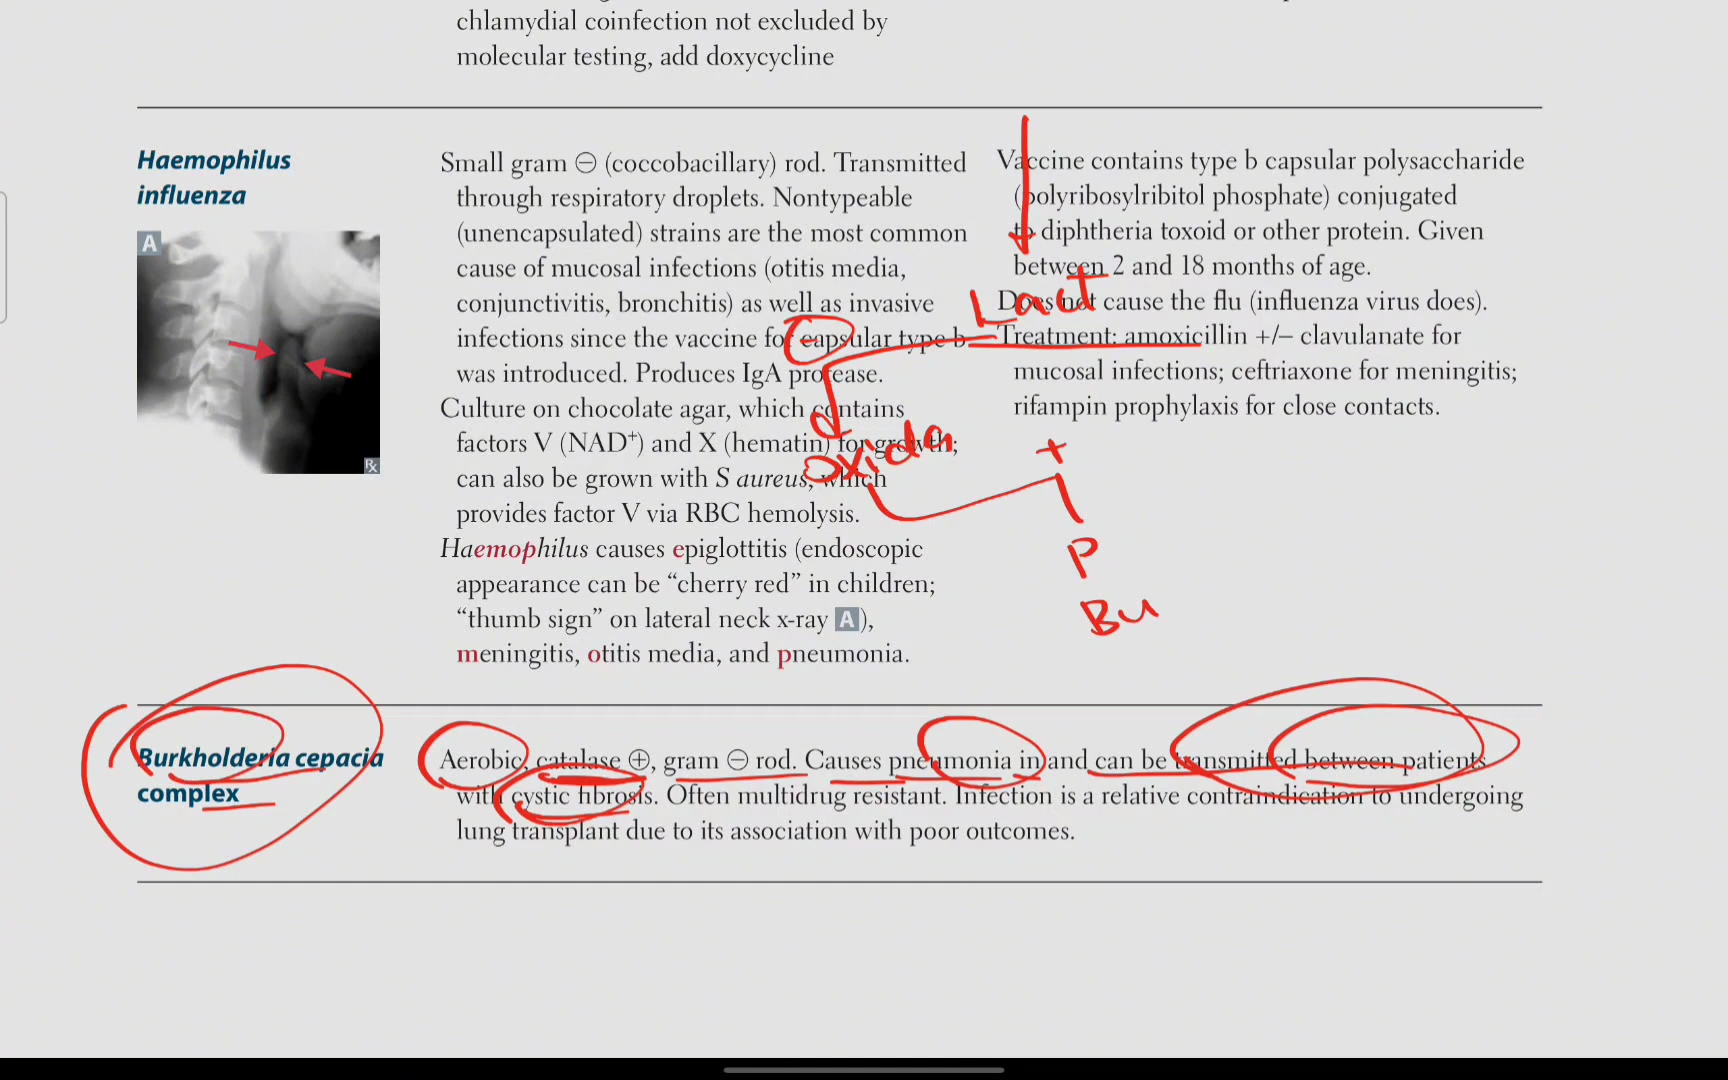 chlamydial coinfection not excluded by
molecular testing, add doxycycline
Haemophilus
influenza
A
Small gram ⊖ (coccobacillary) rod. Transmitted
through respiratory droplets. Nontypeable
(unencapsulated) strains are the most common
cause of mucosal infections (otitis media,
conjunctivitis, bronchitis) as well as invasive
infections since the vaccine for capsular type b
was introduced. Produces IgA protease.
Culture on chocolate agar, which contains
factors V (NAD+) and X (hematin) for growth;
can also be grown with S aureus, which
provides factor V via RBC hemolysis.
Haemophilus causes epiglottitis (endoscopic
appearance can be “cherry red” in children;
“thumb sign” on lateral neck x-ray A),
meningitis, otitis media, and pneumonia.
Vaccine contains type b capsular polysaccharide
(polyribosylribitol phosphate) conjugated
to diphtheria toxoid or other protein. Given
between 2 and 18 months of age.
Does not cause the flu (influenza virus does).
Treatment: amoxicillin +/– clavulanate for
mucosal infections; ceftriaxone for meningitis;
rifampin prophylaxis for close contacts.
Lact
−
+
P
Bu
Burkholderia cepacia
complex
Aerobic, catalase ⊕, gram ⊖ rod. Causes pneumonia in and can be transmitted between patients
with cystic fibrosis. Often multidrug resistant. Infection is a relative contraindication to undergoing
lung transplant due to its association with poor outcomes.